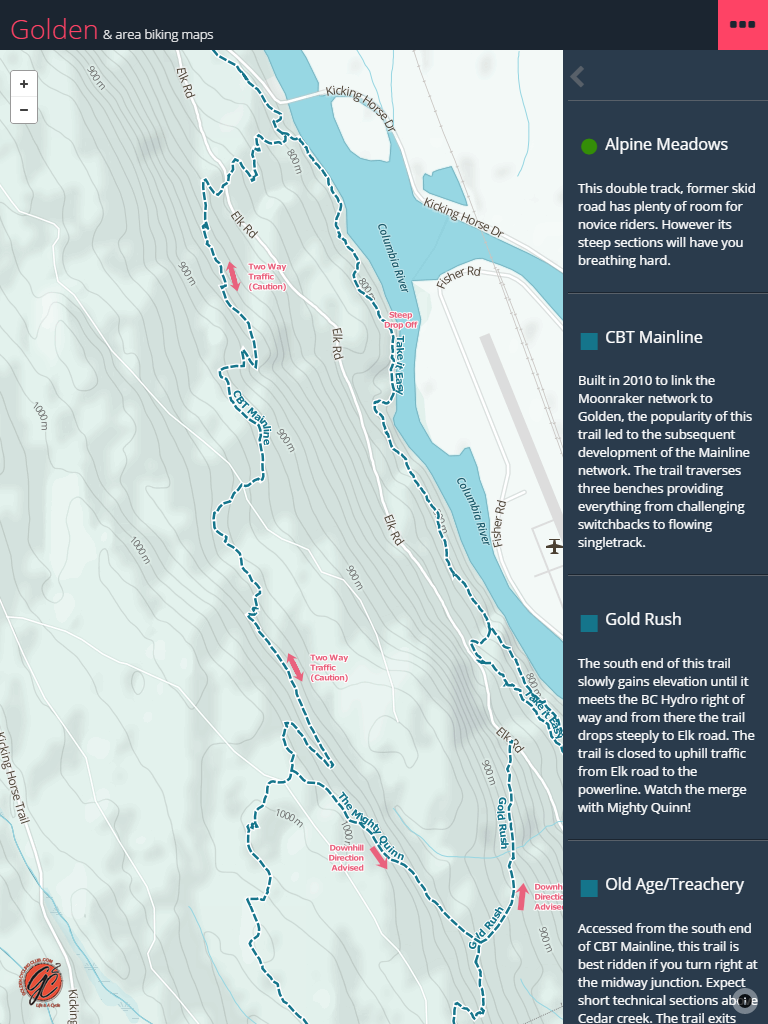 Golden & area biking maps
+
−
900 m
Elk Rd
Kicking Horse Dr
800 m
Kicking Horse Dr
Elk Rd
Columbia River
Two Way
Traffic
(Caution)
900 m
Fisher Rd
800 m
Steep
Drop Off
Elk Rd
Take it Easy
CBT Mainline
1000 m
900 m
Columbia River
Fisher Rd
Elk Rd
1000 m
900 m
Two Way
Traffic
(Caution)
800 m
Take it Easy
Elk Rd
Kicking Horse Trail
900 m
1000 m
The Mighty Quinn
1000 m
Gold Rush
Downhill
Direction
Advised
Gold Rush
900 m
Kicking
Alpine Meadows
This double track, former skid
road has plenty of room for
novice riders. However its
steep sections will have you
breathing hard.
CBT Mainline
Built in 2010 to link the
Moonraker network to
Golden, the popularity of this
trail led to the subsequent
development of the Mainline
network. The trail traverses
three benches providing
everything from challenging
switchbacks to flowing
singletrack.
Gold Rush
The south end of this trail
slowly gains elevation until it
meets the BC Hydro right of
way and from there the trail
drops steeply to Elk road. The
trail is closed to uphill traffic
from Elk road to the
powerline. Watch the merge
with Mighty Quinn!
Old Age/Treachery
Accessed from the south end
of CBT Mainline, this trail is
best ridden if you turn right at
the midway junction. Expect
short technical sections above
Cedar creek. The trail exits